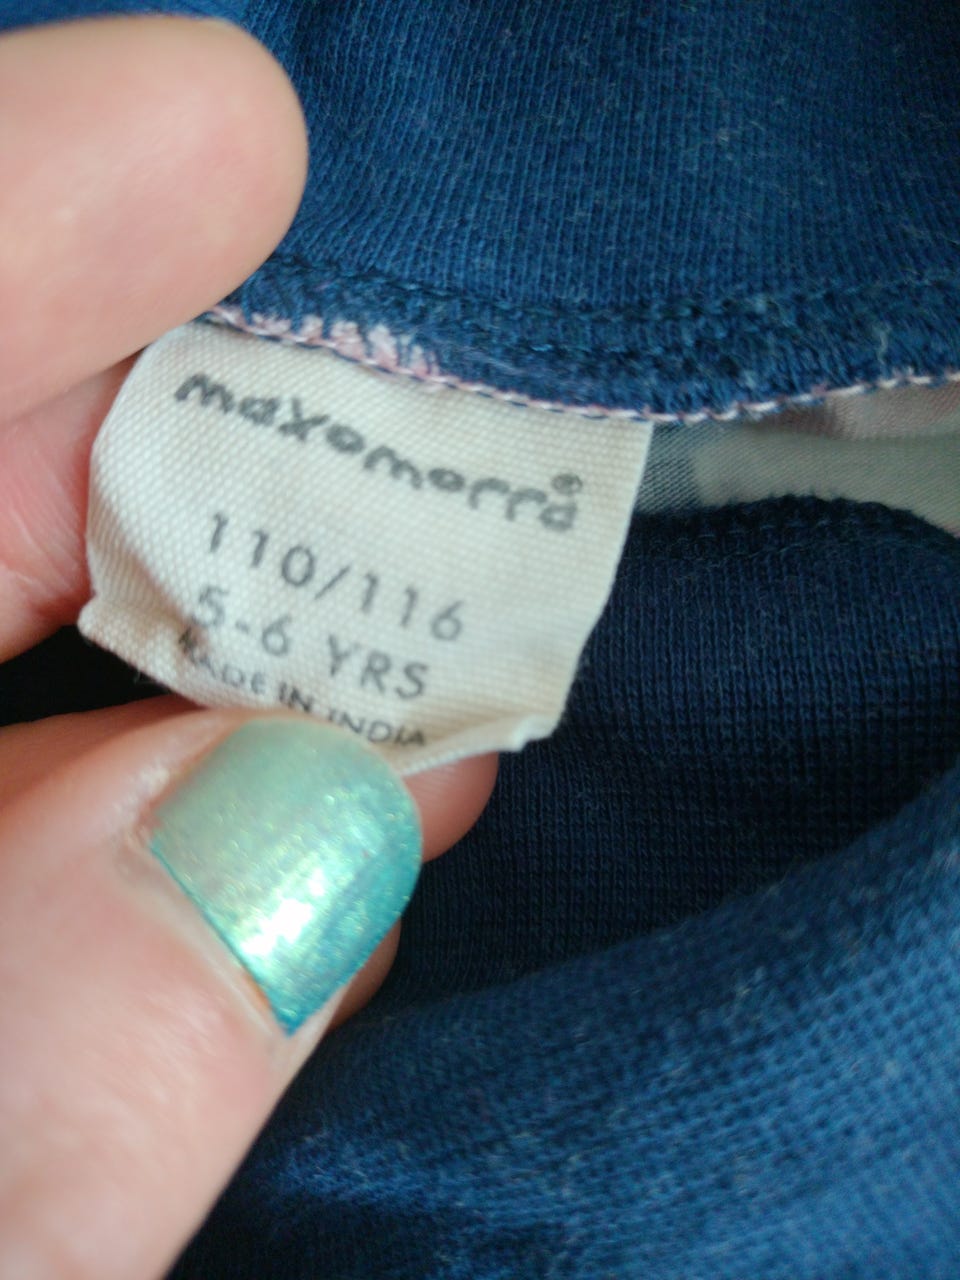 maxomorra®
110/116
5-6 YRS
MADE IN INDIA